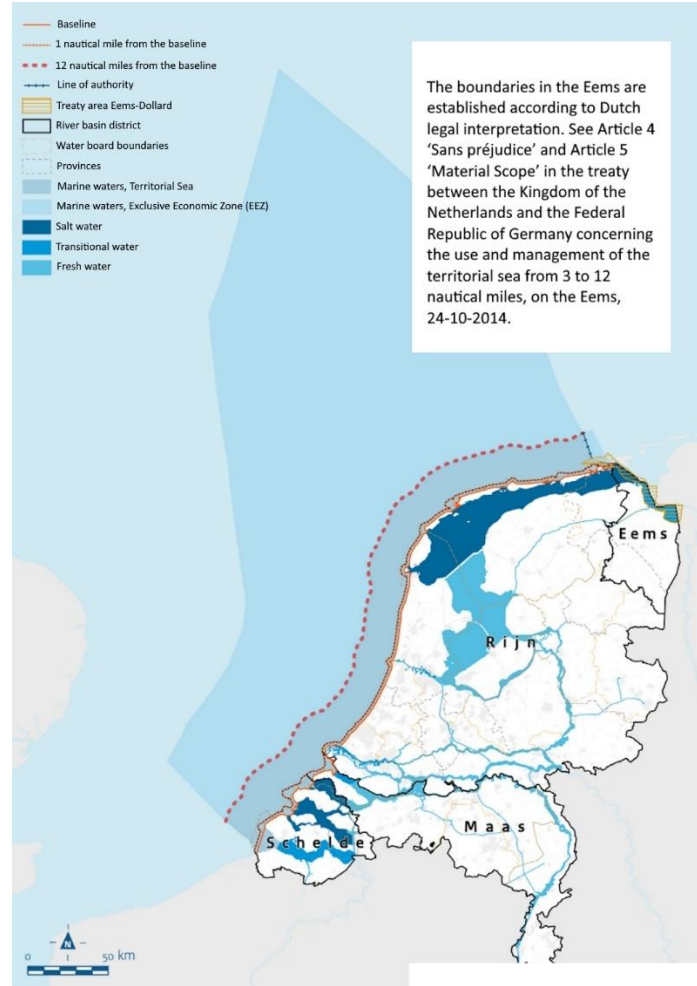 Baseline
1 nautical mile from the baseline
12 nautical miles from the baseline
Line of authority
Treaty area Eems-Dollard
River basin district
Water board boundaries
Provinces
Marine waters, Territorial Sea
Marine waters, Exclusive Economic Zone (EEZ)
Salt water
Transitional water
Fresh water
The boundaries in the Eems are
established according to Dutch
legal interpretation. See Article 4
‘Sans préjudice’ and Article 5
‘Material Scope’ in the treaty
between the Kingdom of the
Netherlands and the Federal
Republic of Germany concerning
the use and management of the
territorial sea from 3 to 12
nautical miles, on the Eems,
24-10-2014.
Eems
Rijn
Maas
Schelde
N
0 50 km